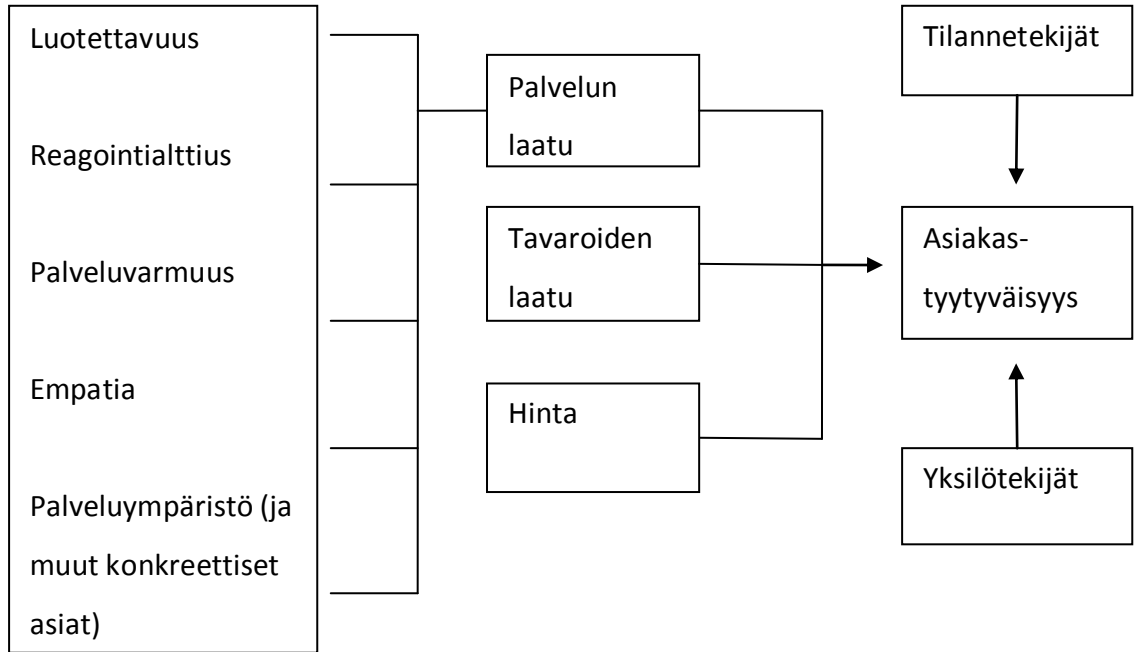 Luotettavuus
Reagointialttius
Palveluvarmuus
Empatia
Palveluympäristö (ja
muut konkreettiset
asiat)
Palvelun
laatu
Tavaroiden
laatu
Hinta
Tilannetekijät
Asiakas-
tyytyväisyys
Yksilötekijät